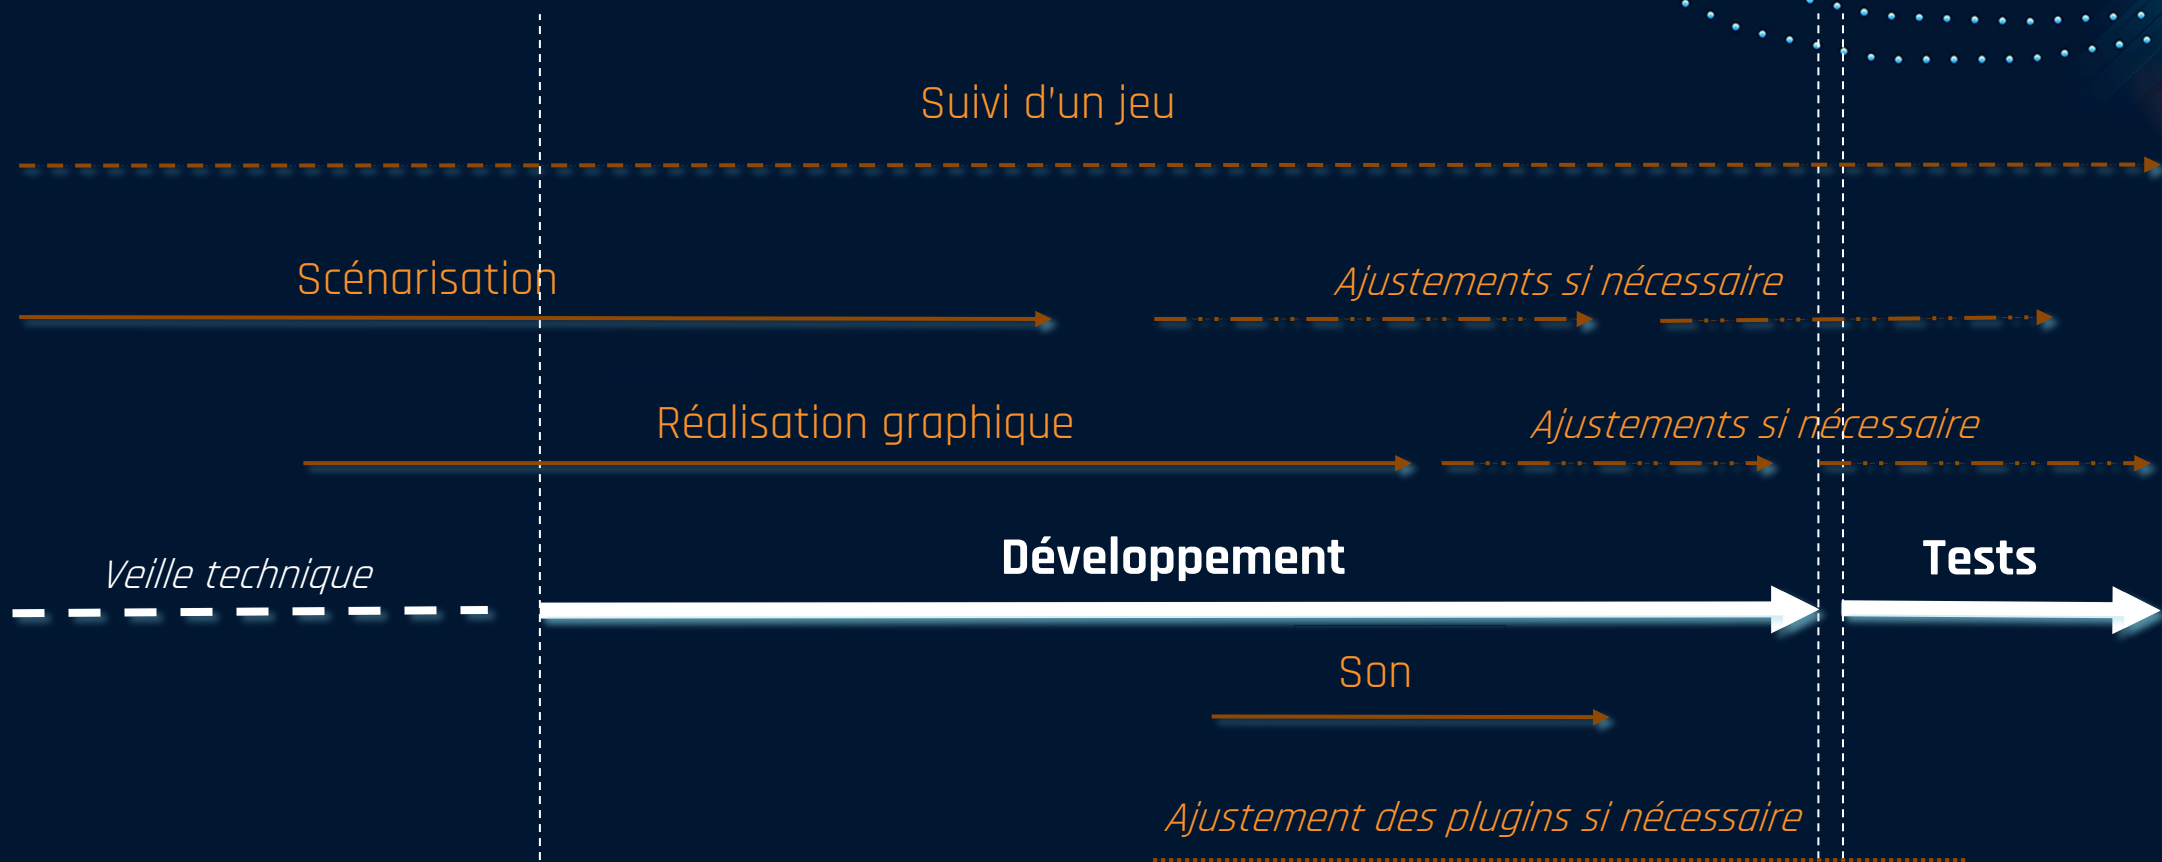 Suivi d'un jeu
Scénarisation
Ajustements si nécessaire
Réalisation graphique
Ajustements si nécessaire
Veille technique
Développement
Tests
Son
Ajustement des plugins si nécessaire